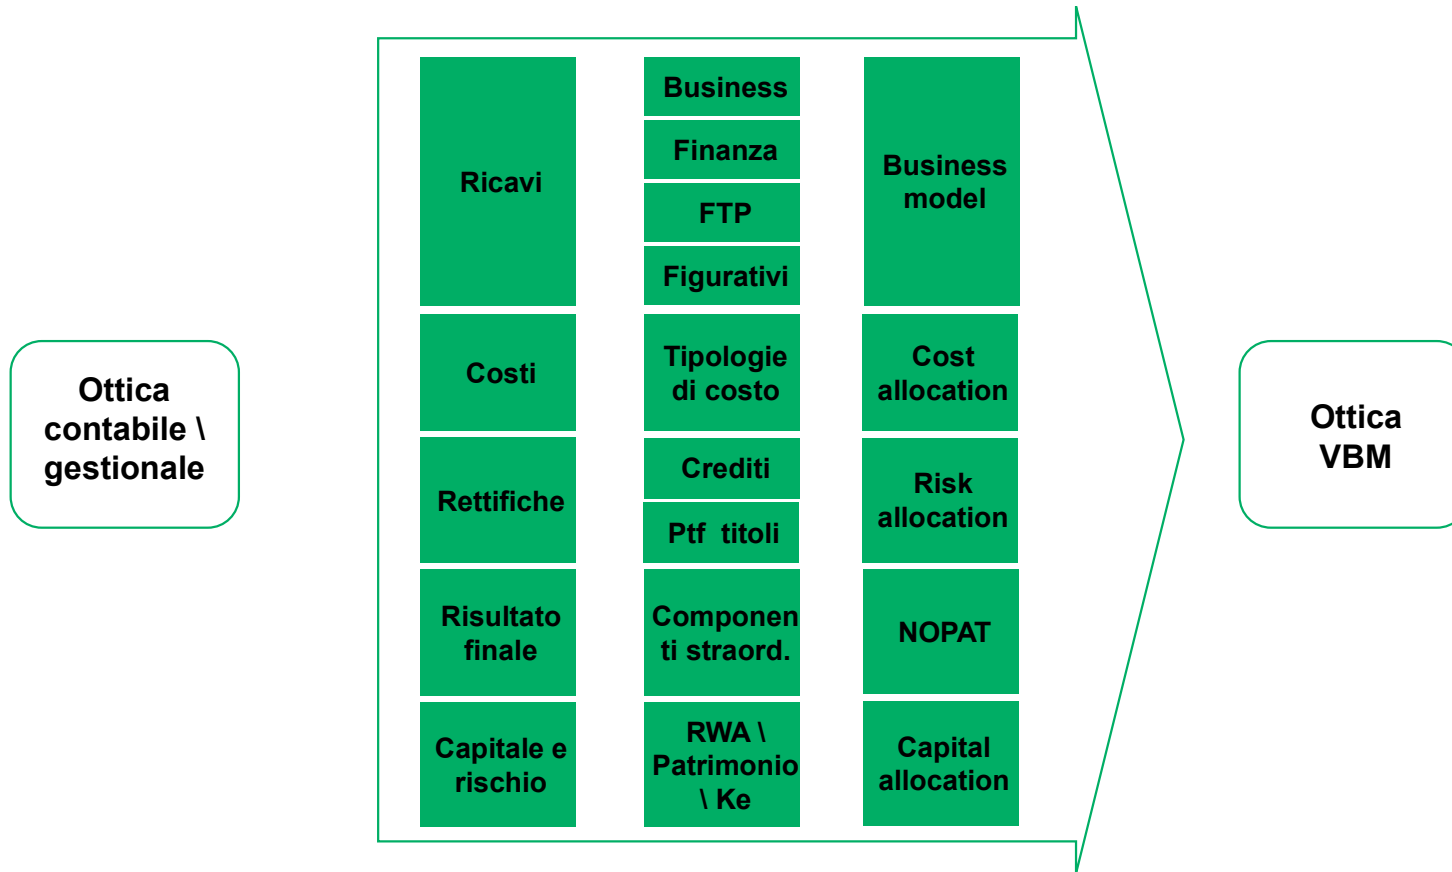 Ottica
contabile \
gestionale
Ricavi
Business
Finanza
FTP
Figurativi
Business
model
Costi
Tipologie
di costo
Cost
allocation
Rettifiche
Crediti
Ptf titoli
Risk
allocation
Risultato
finale
Componen
ti straord.
NOPAT
Capitale e
rischio
RWA \
Patrimonio
\ Ke
Capital
allocation
Ottica
VBM